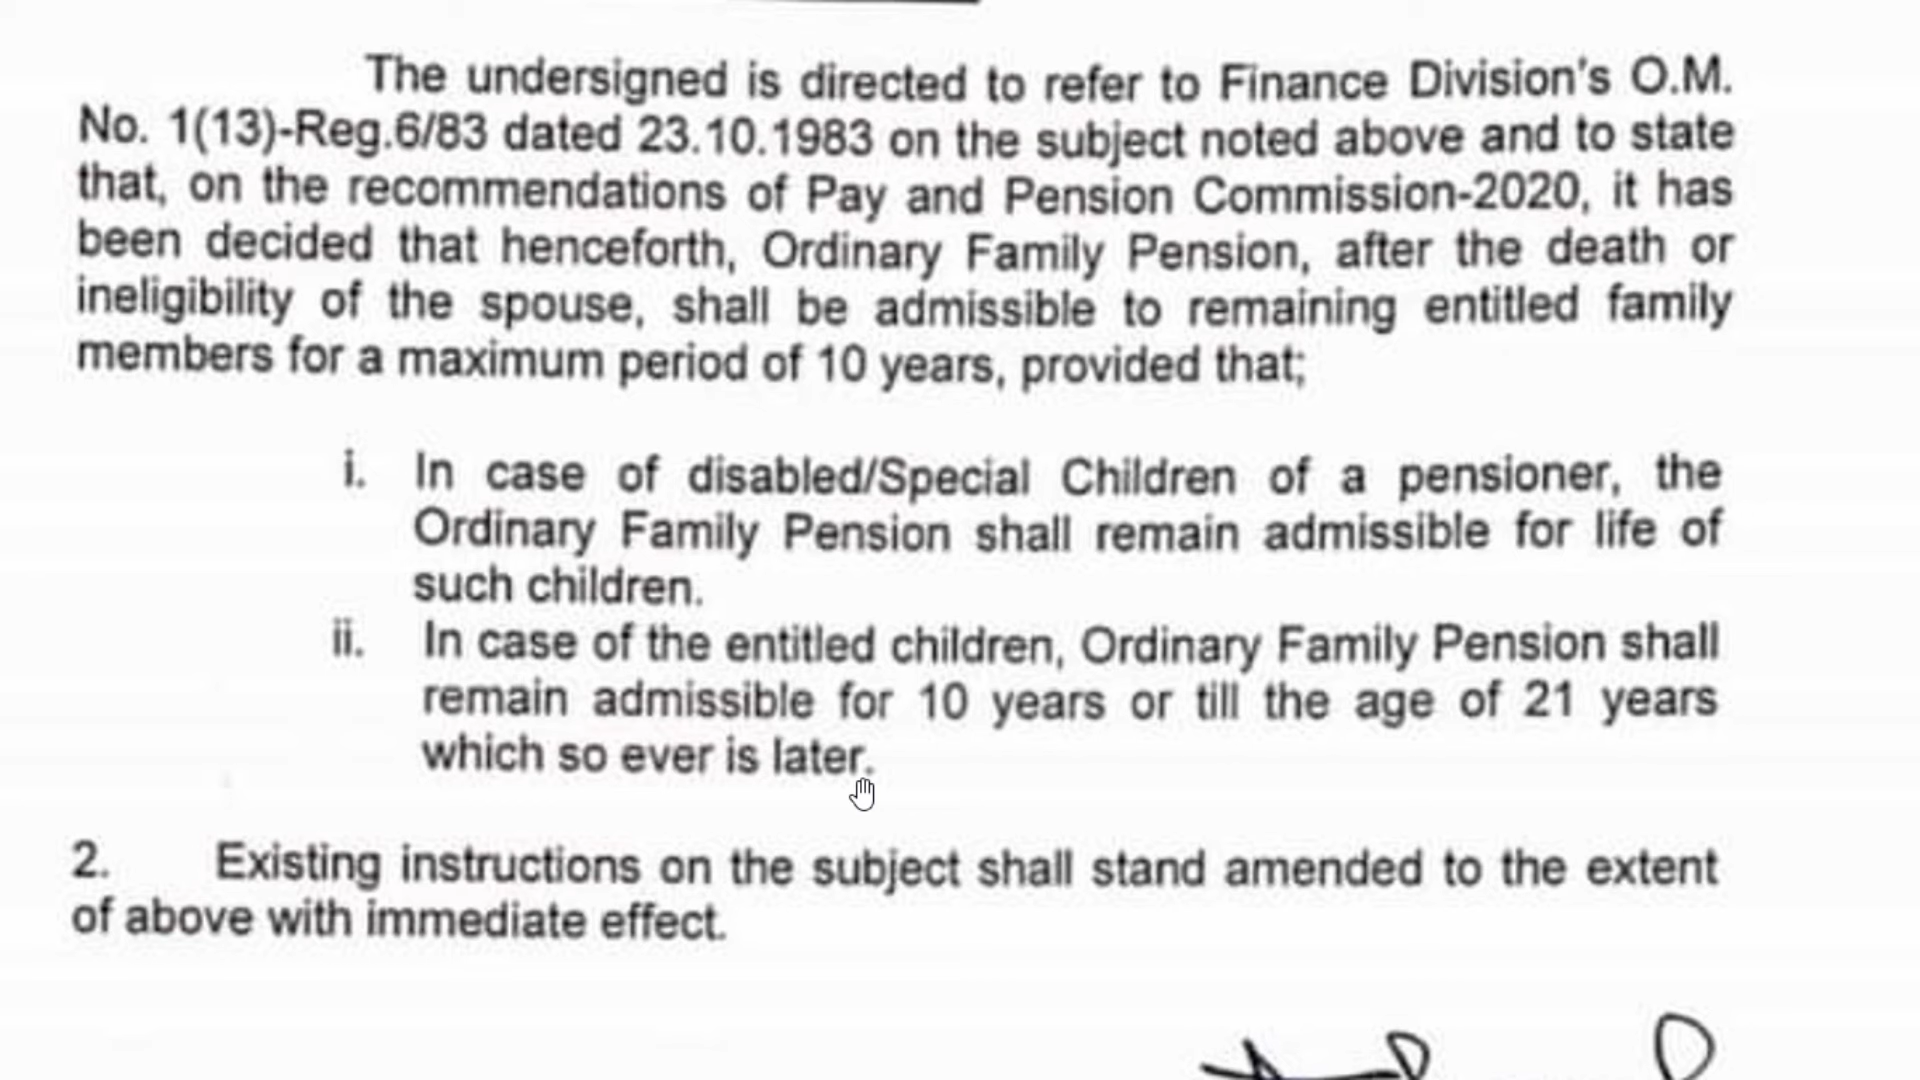 The undersigned is directed to refer to Finance Division's O.M.
No. 1(13)-Reg.6/83 dated 23.10.1983 on the subject noted above and to state
that, on the recommendations of Pay and Pension Commission-2020, it has
been decided that henceforth, Ordinary Family Pension, after the death or
ineligibility of the spouse, shall be admissible to remaining entitled family
members for a maximum period of 10 years, provided that;
i. In case of disabled/Special Children of a pensioner, the
Ordinary Family Pension shall remain admissible for life of
such children.
ii. In case of the entitled children, Ordinary Family Pension shall
remain admissible for 10 years or till the age of 21 years
which so ever is later.
2. Existing instructions on the subject shall stand amended to the extent
of above with immediate effect.